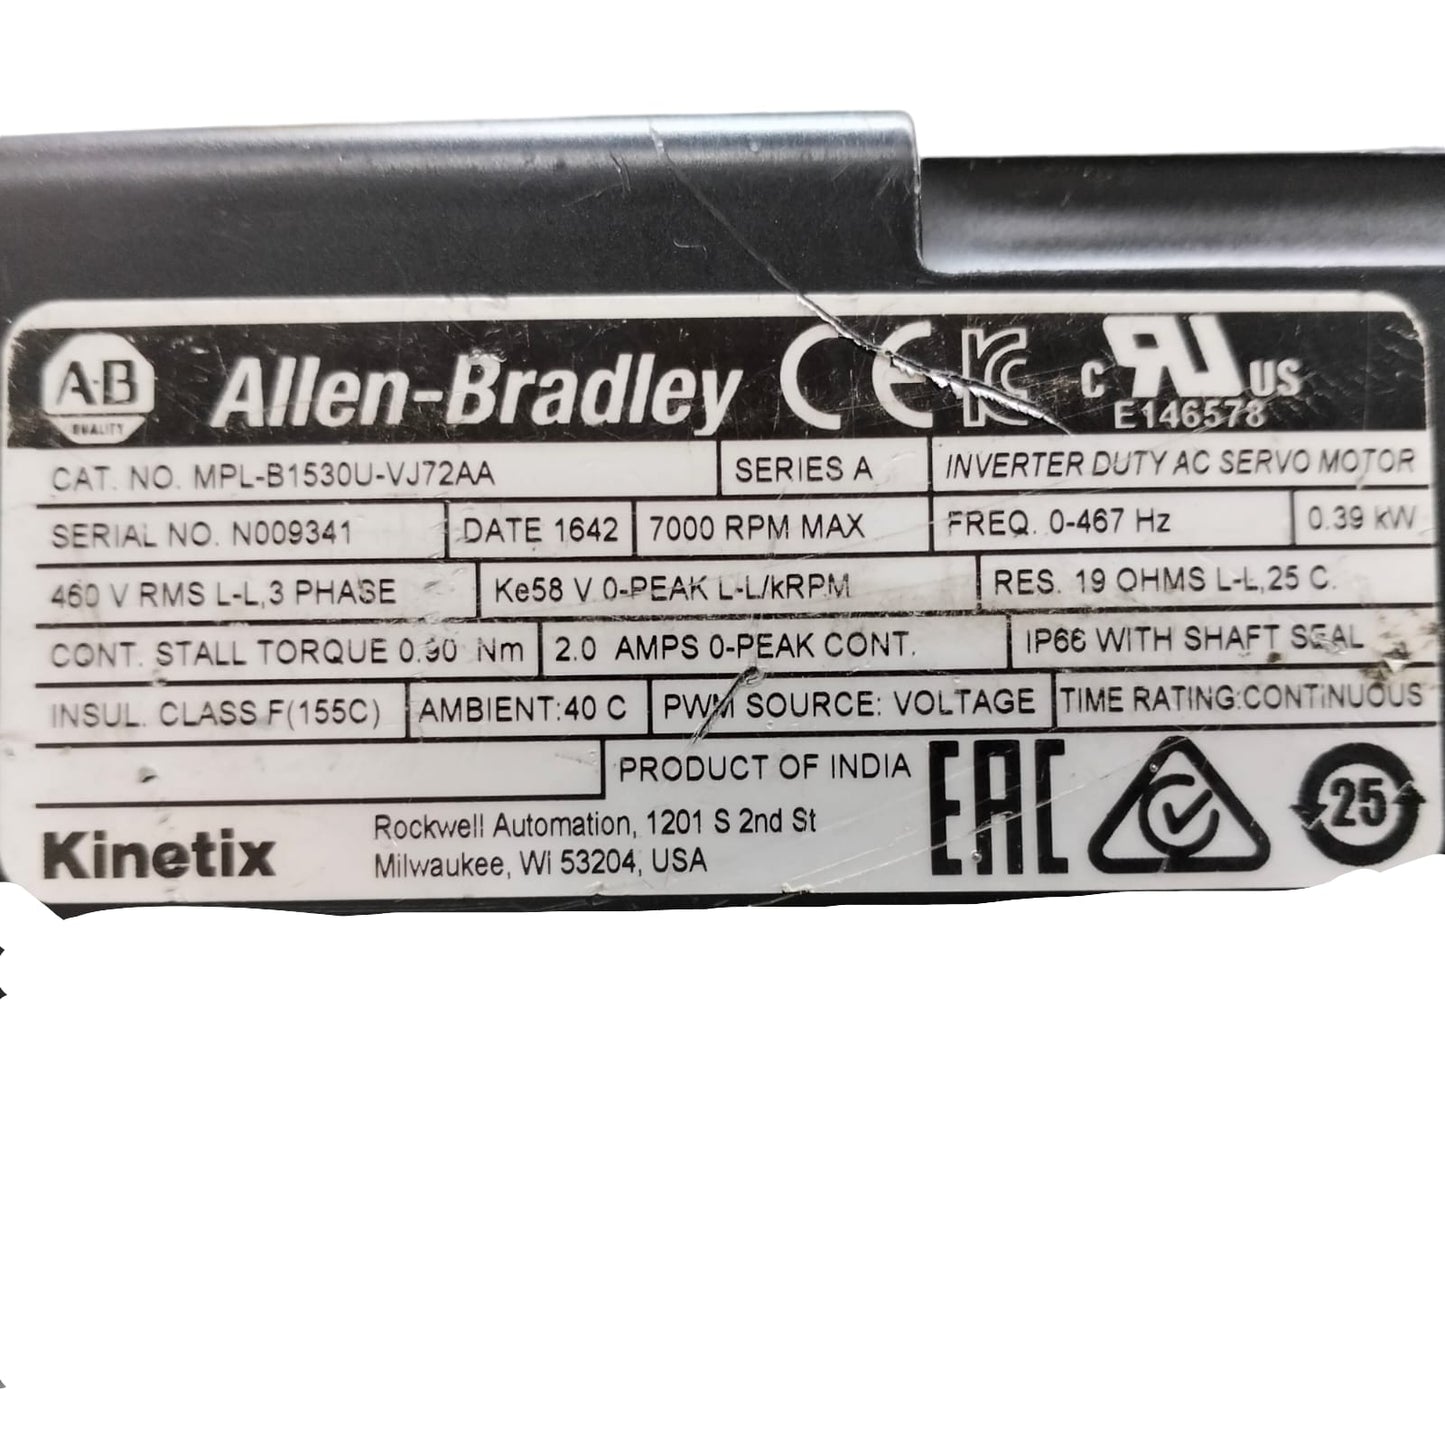 A-B QUALITY Allen-Bradley CE KC c RU US
E146578
CAT. NO. MPL-B1530U-VJ72AA SERIES A INVERTER DUTY AC SERVO MOTOR
SERIAL NO. N009341 DATE 1642 7000 RPM MAX FREQ. 0-467 Hz 0.39 kW
460 V RMS L-L,3 PHASE Ke58 V 0-PEAK L-L/kRPM RES. 19 OHMS L-L,25 C.
CONT. STALL TORQUE 0.90 Nm 2.0 AMPS 0-PEAK CONT. IP66 WITH SHAFT SEAL
INSUL. CLASS F(155C) AMBIENT:40 C PWM SOURCE: VOLTAGE TIME RATING:CONTINUOUS
PRODUCT OF INDIA EAC 25
Kinetix Rockwell Automation, 1201 S 2nd St
Milwaukee, WI 53204, USA